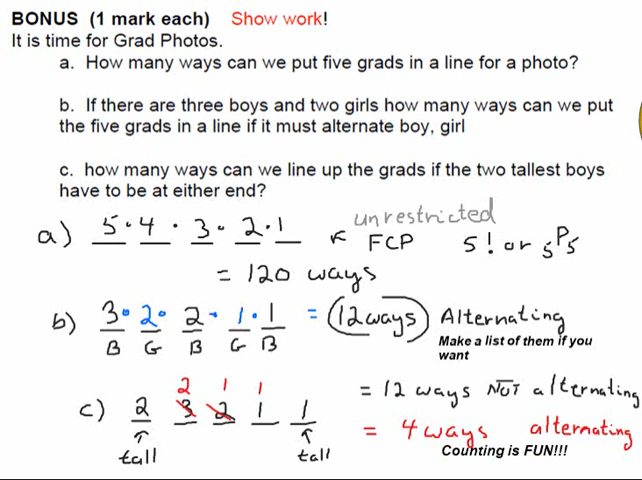 BONUS (1 mark each) Show work!
It is time for Grad Photos.
a. How many ways can we put five grads in a line for a photo?
b. If there are three boys and two girls how many ways can we put
the five grads in a line if it must alternate boy, girl
c. how many ways can we line up the grads if the two tallest boys
have to be at either end?
unrestricted
a) 5 · 4 · 3 · 2 · 1 ↖ FCP 5! or ₅P₅
= 120 ways
b) 3 · 2 · 2 · 1 · 1 = 12 ways Alternating
B G B G B
Make a list of them if you
want
2 1 1
c) 2 3 2 1 1 = 12 ways NOT alternating
= 4 ways alternating
↑ ↑
tall tall
Counting is FUN!!!